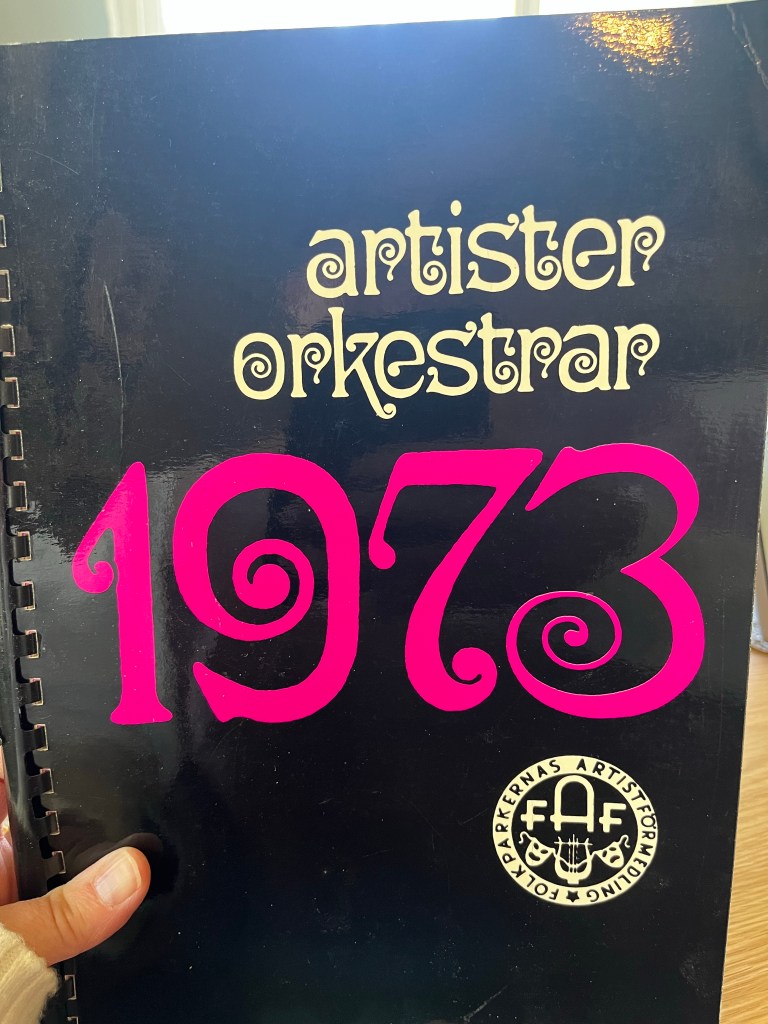 artister
orkestrar
1973
FOLKPARKERNAS ARTISTFÖRMEDLING
FAF